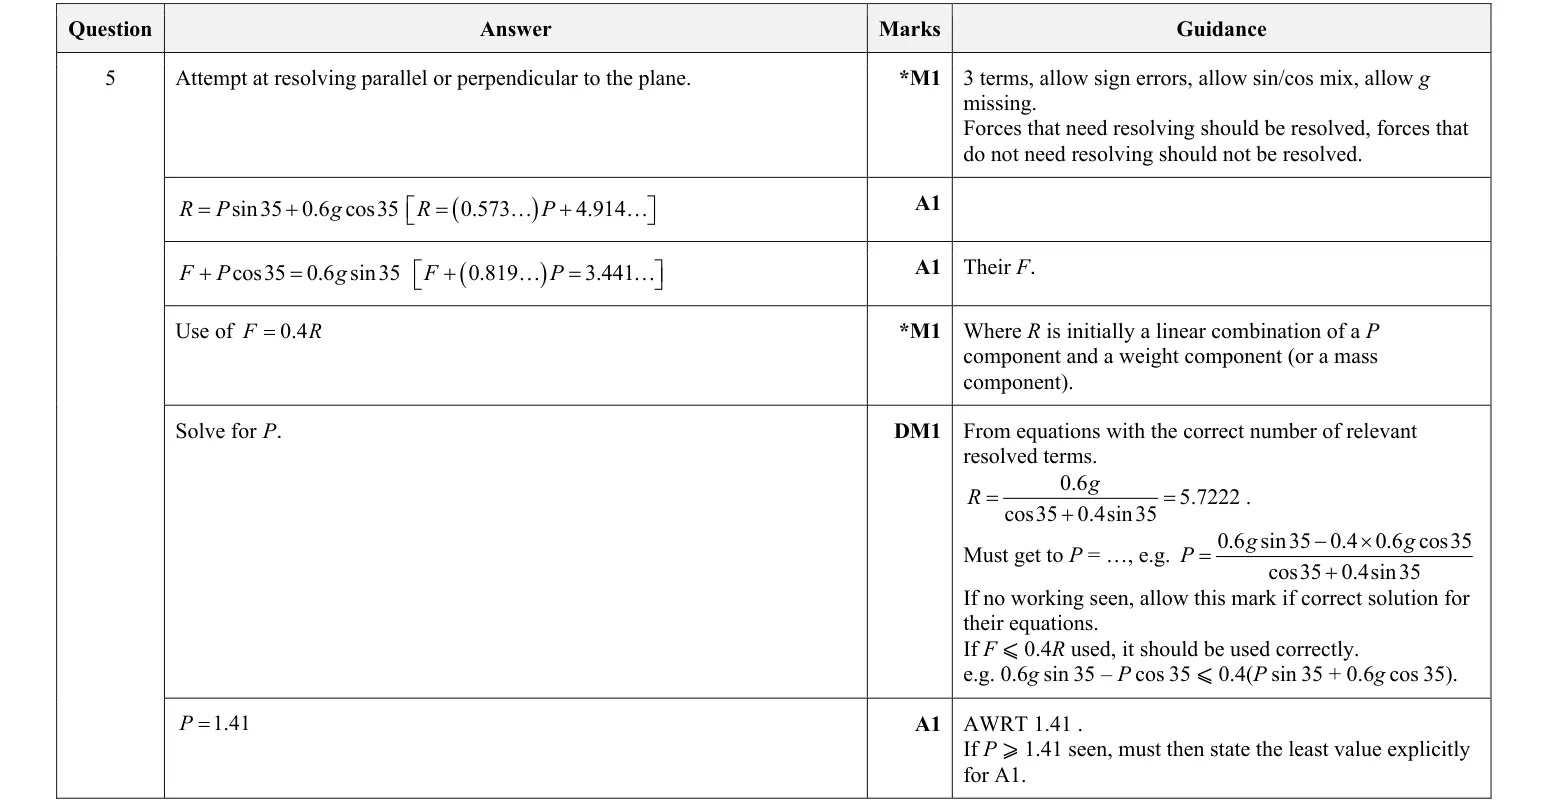 Question Answer Marks Guidance
5 Attempt at resolving parallel or perpendicular to the plane. *M1 3 terms, allow sign errors, allow sin/cos mix, allow g
missing.
Forces that need resolving should be resolved, forces that
do not need resolving should not be resolved.
R = P sin 35 + 0.6g cos 35 [R = (0.573…)P + 4.914…] A1
F + P cos 35 = 0.6g sin 35 [F + (0.819…)P = 3.441…] A1 Their F.
Use of F = 0.4R *M1 Where R is initially a linear combination of a P
component and a weight component (or a mass
component).
Solve for P. DM1 From equations with the correct number of relevant
resolved terms.
R = 0.6g / (cos 35 + 0.4 sin 35) = 5.7222 .
Must get to P = …, e.g. P = (0.6g sin 35 − 0.4 × 0.6g cos 35) / (cos 35 + 0.4 sin 35)
If no working seen, allow this mark if correct solution for
their equations.
If F ⩽ 0.4R used, it should be used correctly.
e.g. 0.6g sin 35 – P cos 35 ⩽ 0.4(P sin 35 + 0.6g cos 35).
P = 1.41 A1 AWRT 1.41 .
If P ⩾ 1.41 seen, must then state the least value explicitly
for A1.